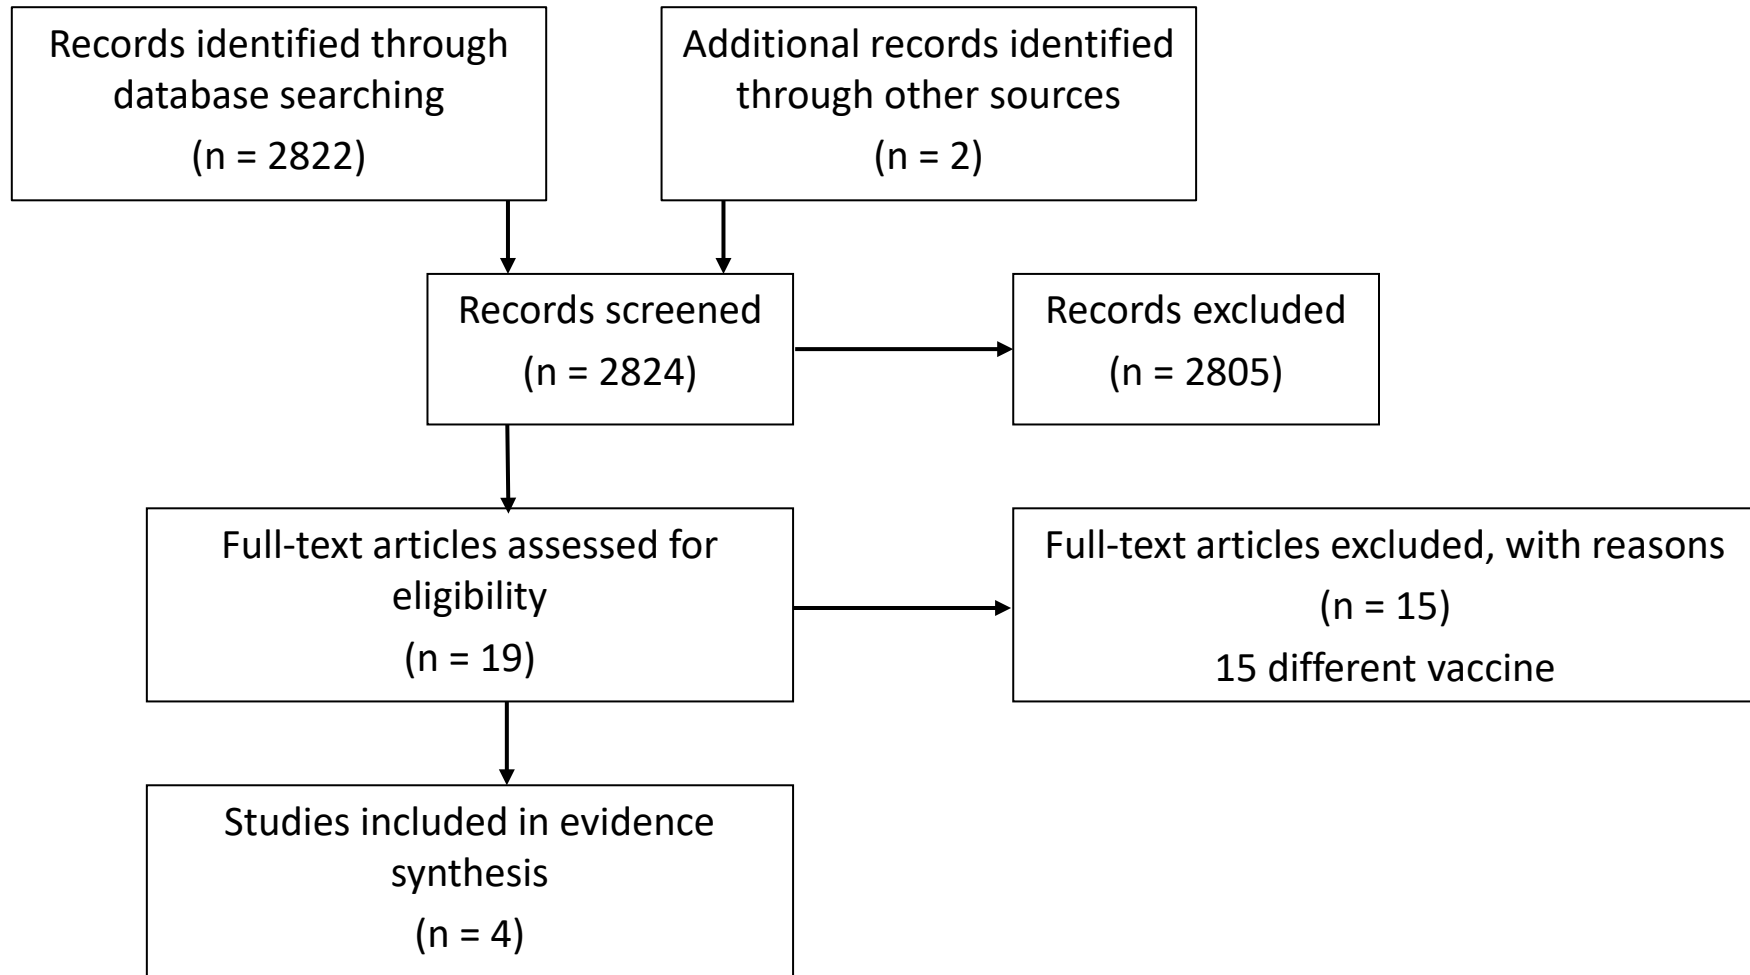 Records identified through
database searching
(n = 2822)
Additional records identified
through other sources
(n = 2)
Records screened
(n = 2824)
Records excluded
(n = 2805)
Full-text articles assessed for
eligibility
(n = 19)
Full-text articles excluded, with reasons
(n = 15)
15 different vaccine
Studies included in evidence
synthesis
(n = 4)